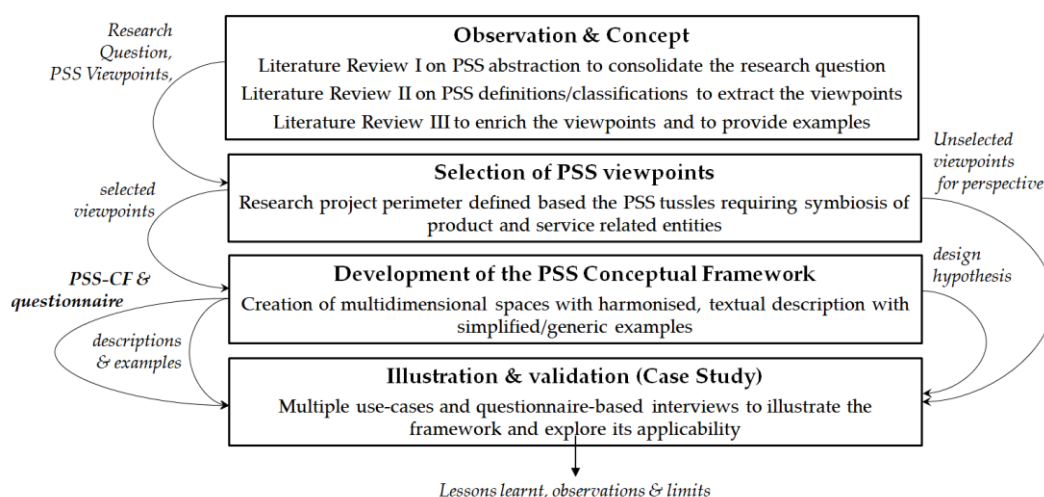 Research
Question,
PSS Viewpoints,
Observation & Concept
Literature Review I on PSS abstraction to consolidate the research question
Literature Review II on PSS definitions/classifications to extract the viewpoints
Literature Review III to enrich the viewpoints and to provide examples
Unselected
viewpoints
for perspective
selected
viewpoints
Selection of PSS viewpoints
Research project perimeter defined based the PSS tussles requiring symbiosis of
product and service related entities
design
hypothesis
PSS-CF &
questionnaire
Development of the PSS Conceptual Framework
Creation of multidimensional spaces with harmonised, textual description with
simplified/generic examples
descriptions
& examples
Illustration & validation (Case Study)
Multiple use-cases and questionnaire-based interviews to illustrate the
framework and explore its applicability
Lessons learnt, observations & limits